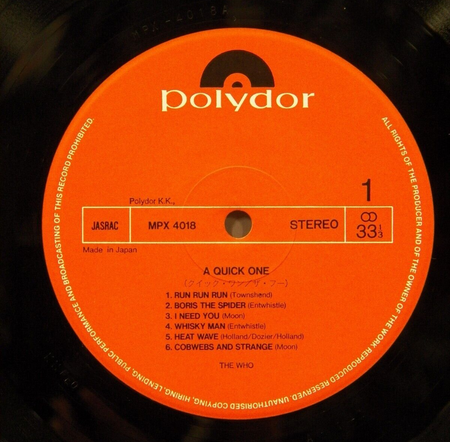 MPX-4018A
polydor
ALL RIGHTS OF THE PRODUCER AND OF THE OWNER OF THE WORK REPRODUCED RESERVED. UNAUTHORISED COPYING, HIRING, LENDING, PUBLIC PERFORMANCE AND BROADCASTING OF THIS RECORD PROHIBITED.
Polydor K.K.,
1
JASRAC MPX 4018 STEREO 33⅓
Made in Japan
A QUICK ONE
1. RUN RUN RUN (Townshend)
2. BORIS THE SPIDER (Entwhistle)
3. I NEED YOU (Moon)
4. WHISKY MAN (Entwhistle)
5. HEAT WAVE (Holland/Dozier/Holland)
6. COBWEBS AND STRANGE (Moon)
THE WHO